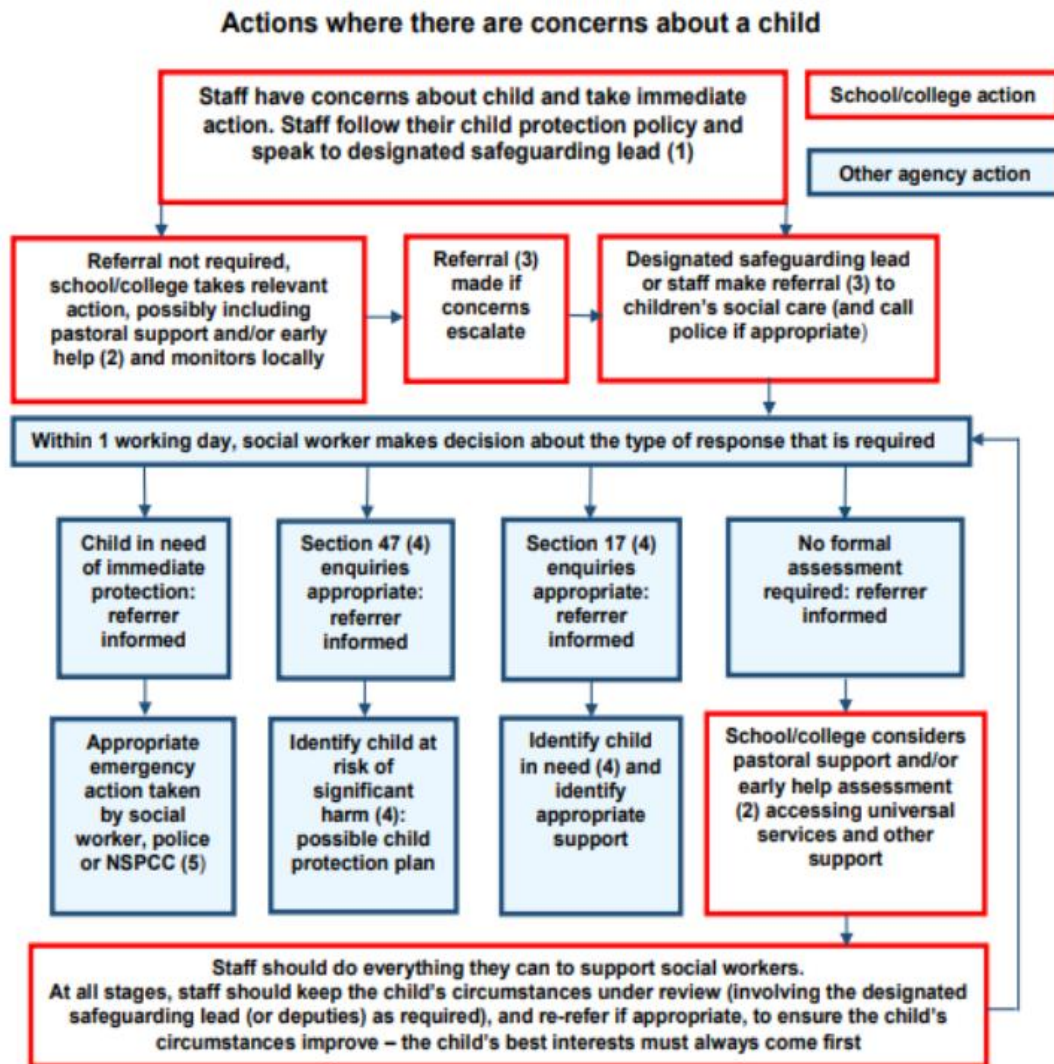 Actions where there are concerns about a child
Staff have concerns about child and take immediate
action. Staff follow their child protection policy and
speak to designated safeguarding lead (1)
School/college action
Other agency action
Referral not required,
school/college takes relevant
action, possibly including
pastoral support and/or early
help (2) and monitors locally
Referral (3)
made if
concerns
escalate
Designated safeguarding lead
or staff make referral (3) to
children's social care (and call
police if appropriate)
Within 1 working day, social worker makes decision about the type of response that is required
Child in need
of immediate
protection:
referrer
informed
Section 47 (4)
enquiries
appropriate:
referrer
informed
Section 17 (4)
enquiries
appropriate:
referrer
informed
No formal
assessment
required: referrer
informed
Appropriate
emergency
action taken
by social
worker, police
or NSPCC (5)
Identify child at
risk of
significant
harm (4):
possible child
protection plan
Identify child
in need (4) and
identify
appropriate
support
School/college considers
pastoral support and/or
early help assessment
(2) accessing universal
services and other
support
Staff should do everything they can to support social workers.
At all stages, staff should keep the child's circumstances under review (involving the designated
safeguarding lead (or deputies) as required), and re-refer if appropriate, to ensure the child's
circumstances improve – the child's best interests must always come first